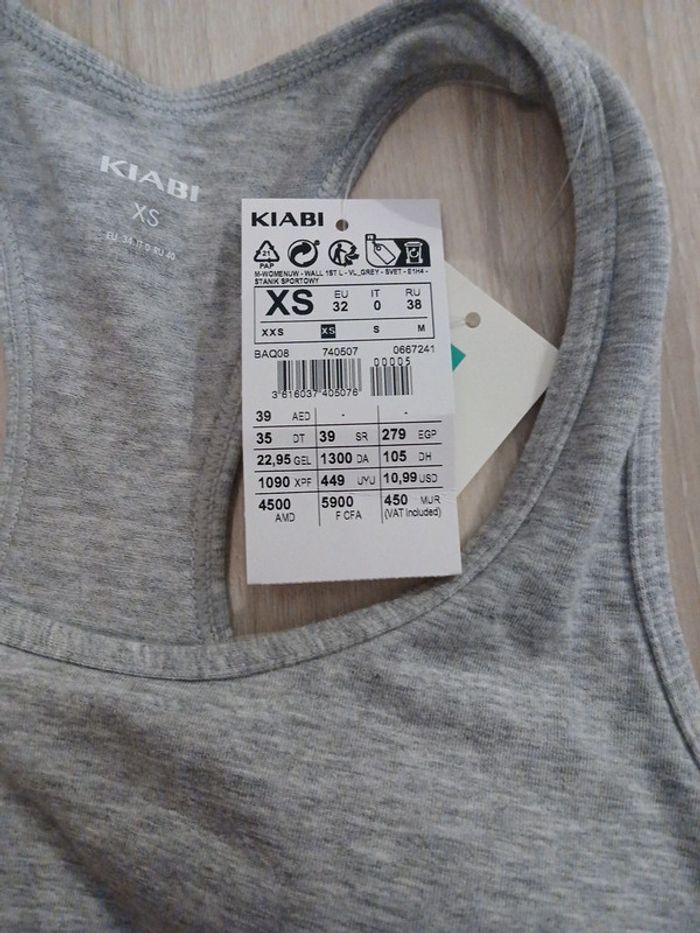 KIABI
XS
EU 34 IT 0 RU 40
KIABI
21
PAP
M-WOMENUW - WALL 1ST L - VL_GREY - SVET - E1H4 -
STANIK SPORTOWY
XS EU 32 IT 0 RU 38
XXS XS S M
BAQ08 740507 0667241
00005
3 616037 405076
39 AED - -
35 DT 39 SR 279 EGP
22,95 GEL 1300 DA 105 DH
1090 XPF 449 UYU 10,99 USD
4500 AMD 5900 F CFA 450 MUR
(VAT Included)